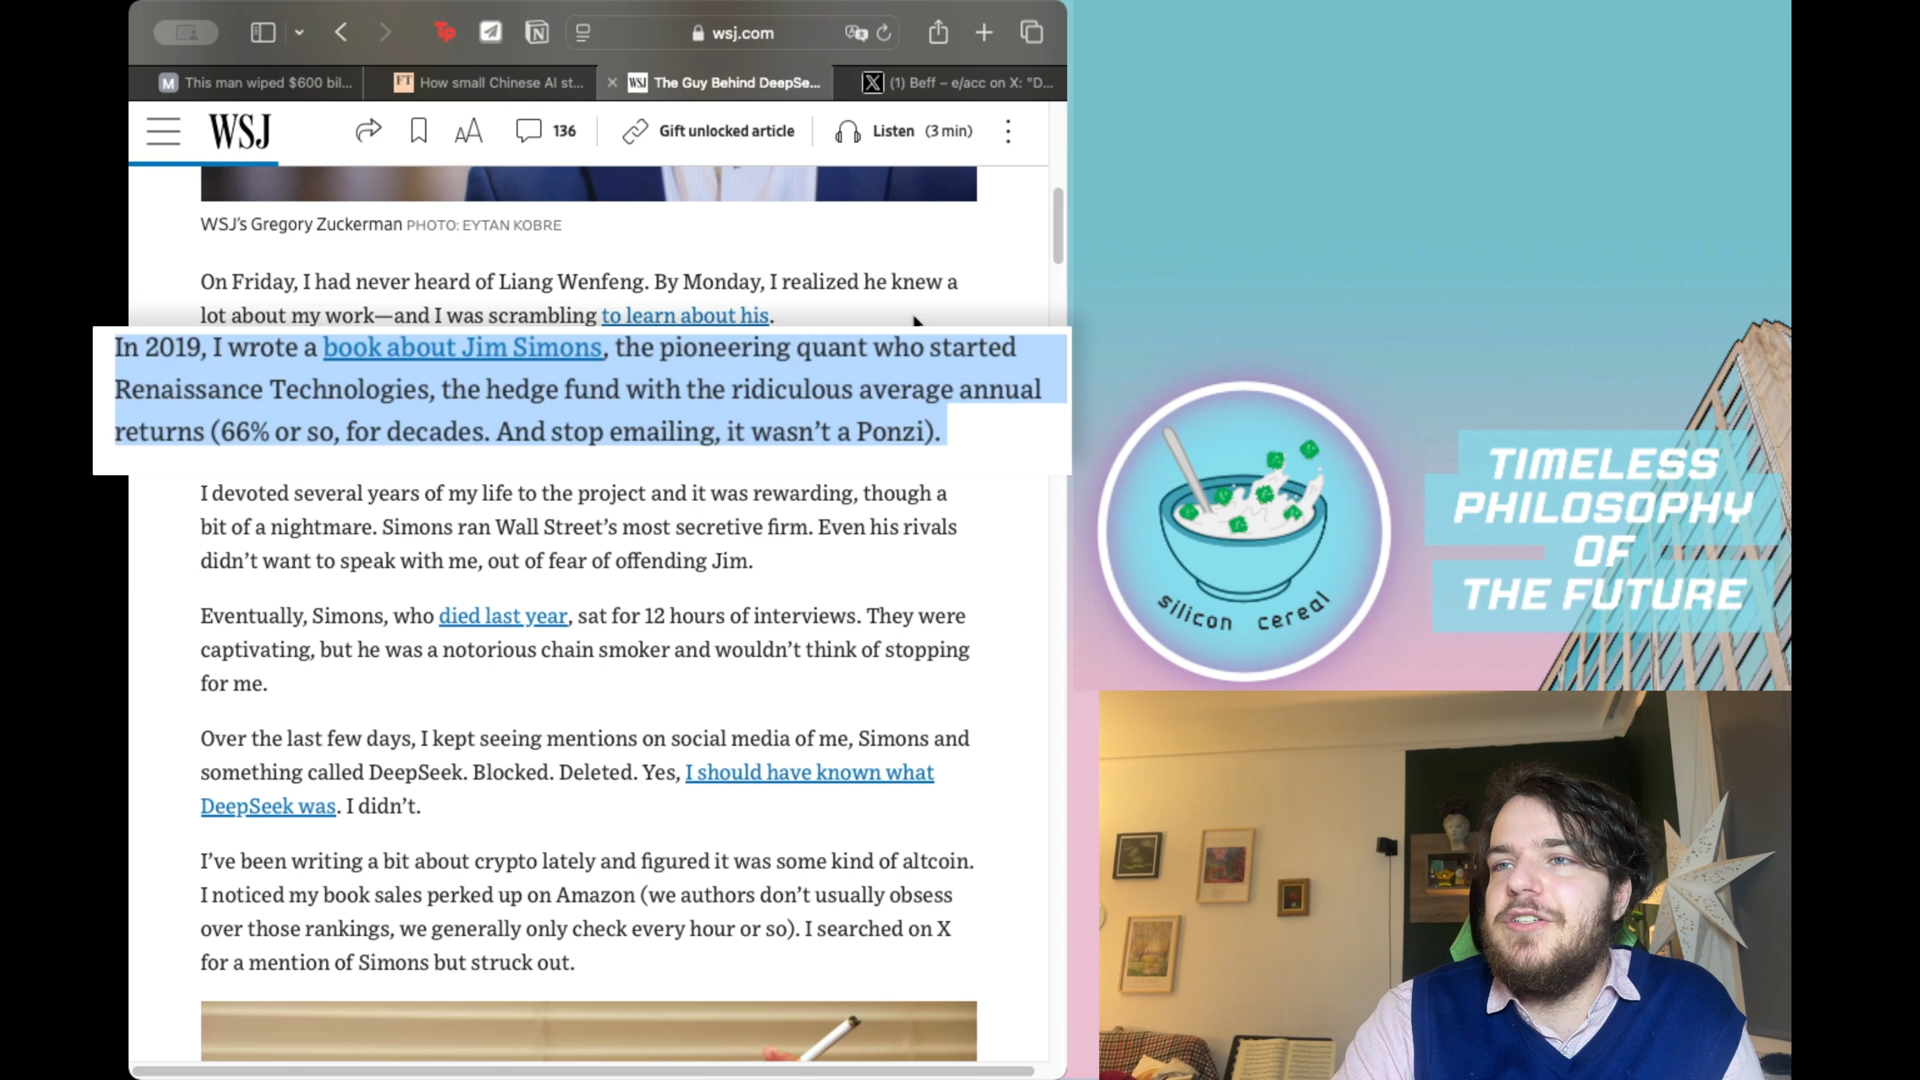 wsj.com
This man wiped $600 bil...
FT How small Chinese AI st...
WSJ The Guy Behind DeepSe...
(1) Beff – e/acc on X: "D...
WSJ
136
Gift unlocked article
Listen (3 min)
WSJ's Gregory Zuckerman PHOTO: EYTAN KOBRE
On Friday, I had never heard of Liang Wenfeng. By Monday, I realized he knew a
lot about my work—and I was scrambling to learn about his.
In 2019, I wrote a book about Jim Simons, the pioneering quant who started
Renaissance Technologies, the hedge fund with the ridiculous average annual
returns (66% or so, for decades. And stop emailing, it wasn't a Ponzi).
I devoted several years of my life to the project and it was rewarding, though a
bit of a nightmare. Simons ran Wall Street's most secretive firm. Even his rivals
didn't want to speak with me, out of fear of offending Jim.
Eventually, Simons, who died last year, sat for 12 hours of interviews. They were
captivating, but he was a notorious chain smoker and wouldn't think of stopping
for me.
Over the last few days, I kept seeing mentions on social media of me, Simons and
something called DeepSeek. Blocked. Deleted. Yes, I should have known what
DeepSeek was. I didn't.
I've been writing a bit about crypto lately and figured it was some kind of altcoin.
I noticed my book sales perked up on Amazon (we authors don't usually obsess
over those rankings, we generally only check every hour or so). I searched on X
for a mention of Simons but struck out.
silicon cereal
TIMELESS
PHILOSOPHY
OF
THE FUTURE